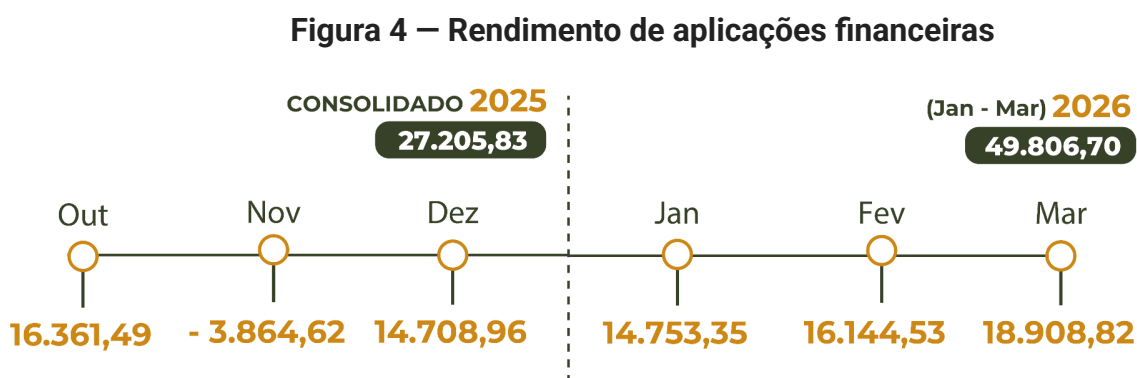 Figura 4 — Rendimento de aplicações financeiras
CONSOLIDADO 2025
27.205,83
(Jan - Mar) 2026
49.806,70
Out Nov Dez Jan Fev Mar
16.361,49 - 3.864,62 14.708,96 14.753,35 16.144,53 18.908,82